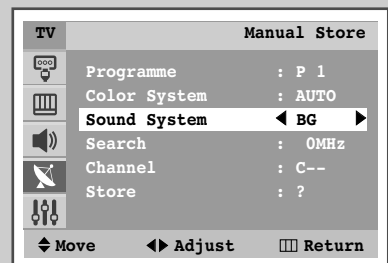 TV Manual Store
Programme : P 1
Color System : AUTO
Sound System ◀ BG ▶
Search : 0MHz
Channel : C--
Store : ?
Move Adjust Return